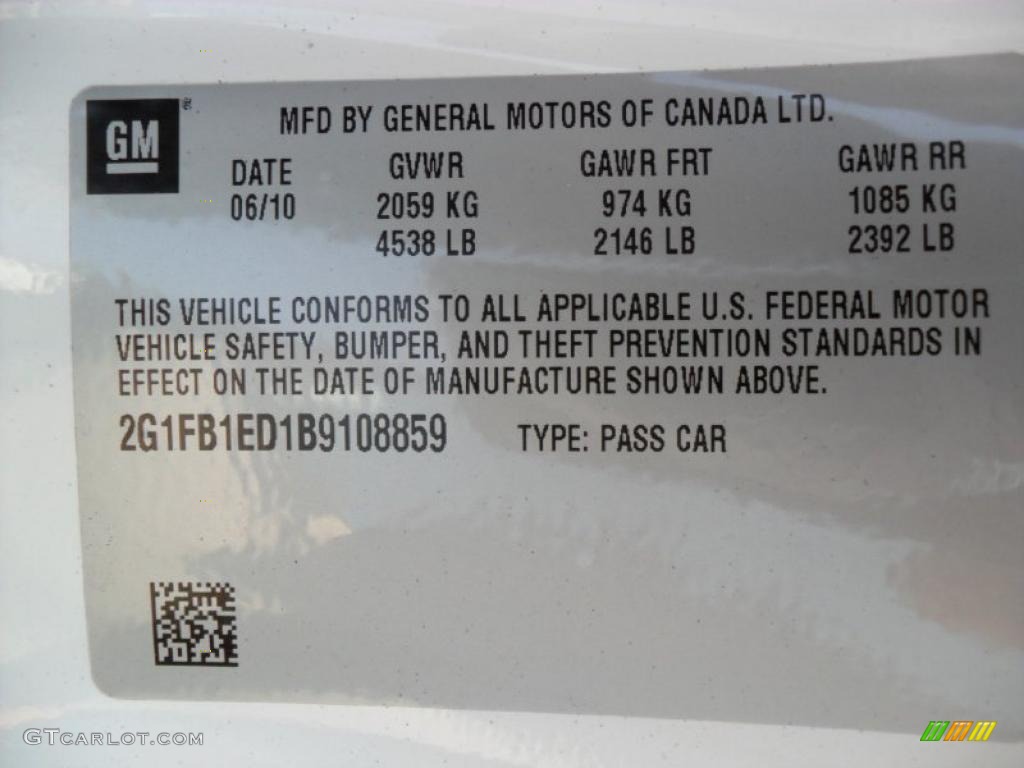 GM
MFD BY GENERAL MOTORS OF CANADA LTD.
DATE GVWR GAWR FRT GAWR RR
06/10 2059 KG 974 KG 1085 KG
4538 LB 2146 LB 2392 LB
THIS VEHICLE CONFORMS TO ALL APPLICABLE U.S. FEDERAL MOTOR
VEHICLE SAFETY, BUMPER, AND THEFT PREVENTION STANDARDS IN
EFFECT ON THE DATE OF MANUFACTURE SHOWN ABOVE.
2G1FB1ED1B9108859 TYPE: PASS CAR
GTCARLOT.COM